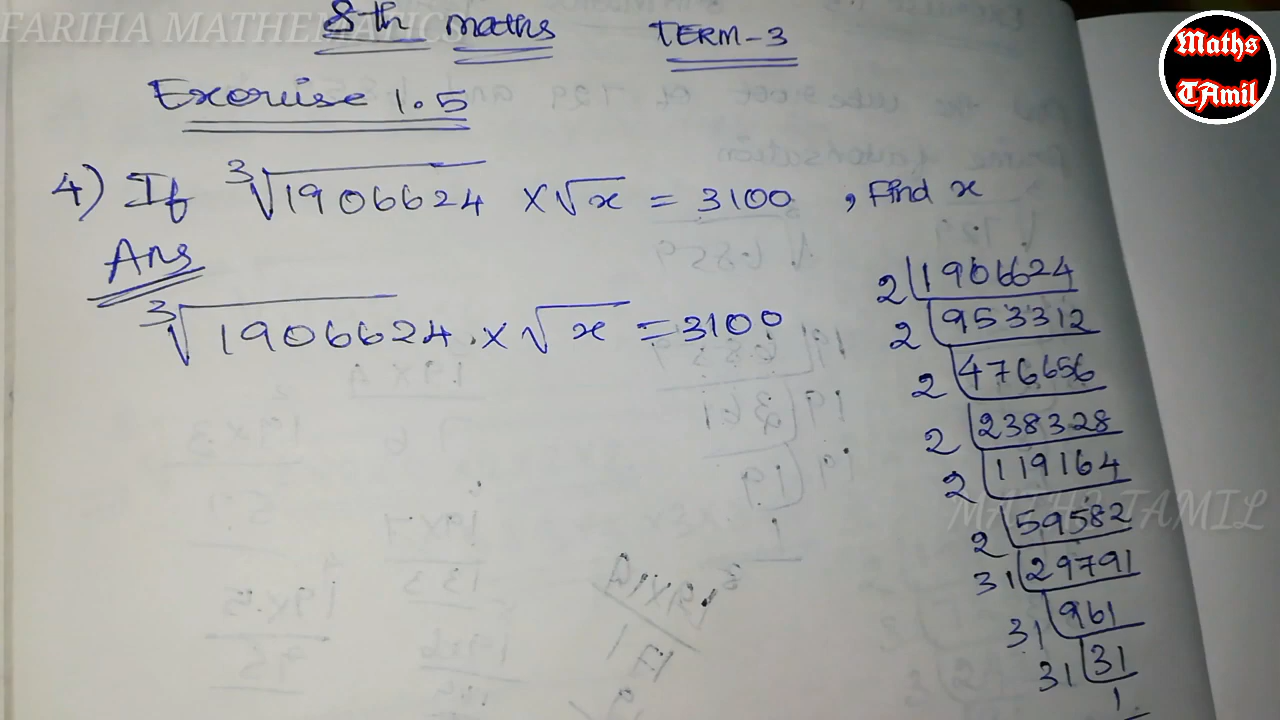 FARIHA MATHEMATICS
8th maths TERM-3
Maths TAmil
Exercise 1.5
4) If ∛1906624 × √x = 3100 , Find x
Ans
∛1906624 × √x = 3100
2 | 1906624
2 | 953312
2 | 476656
2 | 238328
2 | 119164
2 | 59582
31 | 29791
31 | 961
31 | 31
1
MATHS TAMIL